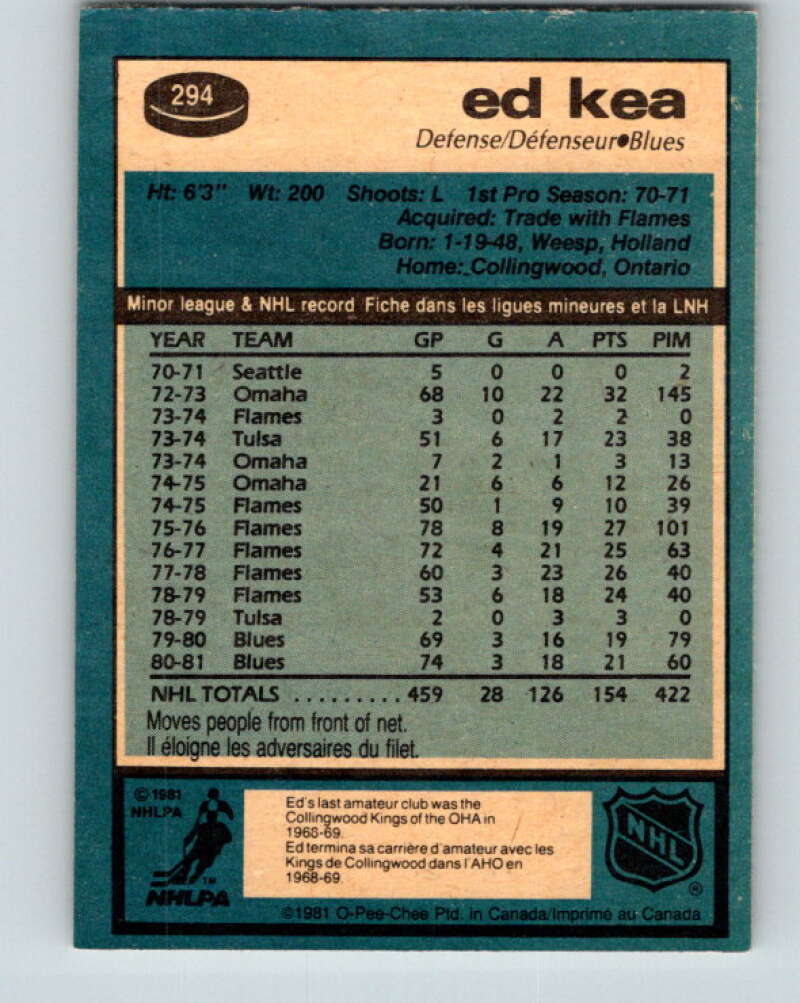 294
ed kea
Defense/Défenseur•Blues
Ht: 6'3" Wt: 200 Shoots: L 1st Pro Season: 70-71
Acquired: Trade with Flames
Born: 1-19-48, Weesp, Holland
Home: Collingwood, Ontario
Minor league & NHL record Fiche dans les ligues mineures et la LNH
YEAR TEAM GP G A PTS PIM
70-71 Seattle 5 0 0 0 2
72-73 Omaha 68 10 22 32 145
73-74 Flames 3 0 2 2 0
73-74 Tulsa 51 6 17 23 38
73-74 Omaha 7 2 1 3 13
74-75 Omaha 21 6 6 12 26
74-75 Flames 50 1 9 10 39
75-76 Flames 78 8 19 27 101
76-77 Flames 72 4 21 25 63
77-78 Flames 60 3 23 26 40
78-79 Flames 53 6 18 24 40
78-79 Tulsa 2 0 3 3 0
79-80 Blues 69 3 16 19 79
80-81 Blues 74 3 18 21 60
NHL TOTALS .......... 459 28 126 154 422
Moves people from front of net.
Il éloigne les adversaires du filet.
©1981
NHLPA
TM
NHLPA
Ed's last amateur club was the
Collingwood Kings of the OHA in
1968-69.
Ed termina sa carrière d'amateur avec les
Kings de Collingwood dans l'AHO en
1968-69.
NHL
®
©1981 O-Pee-Chee Ptd. in Canada/Imprimé au Canada